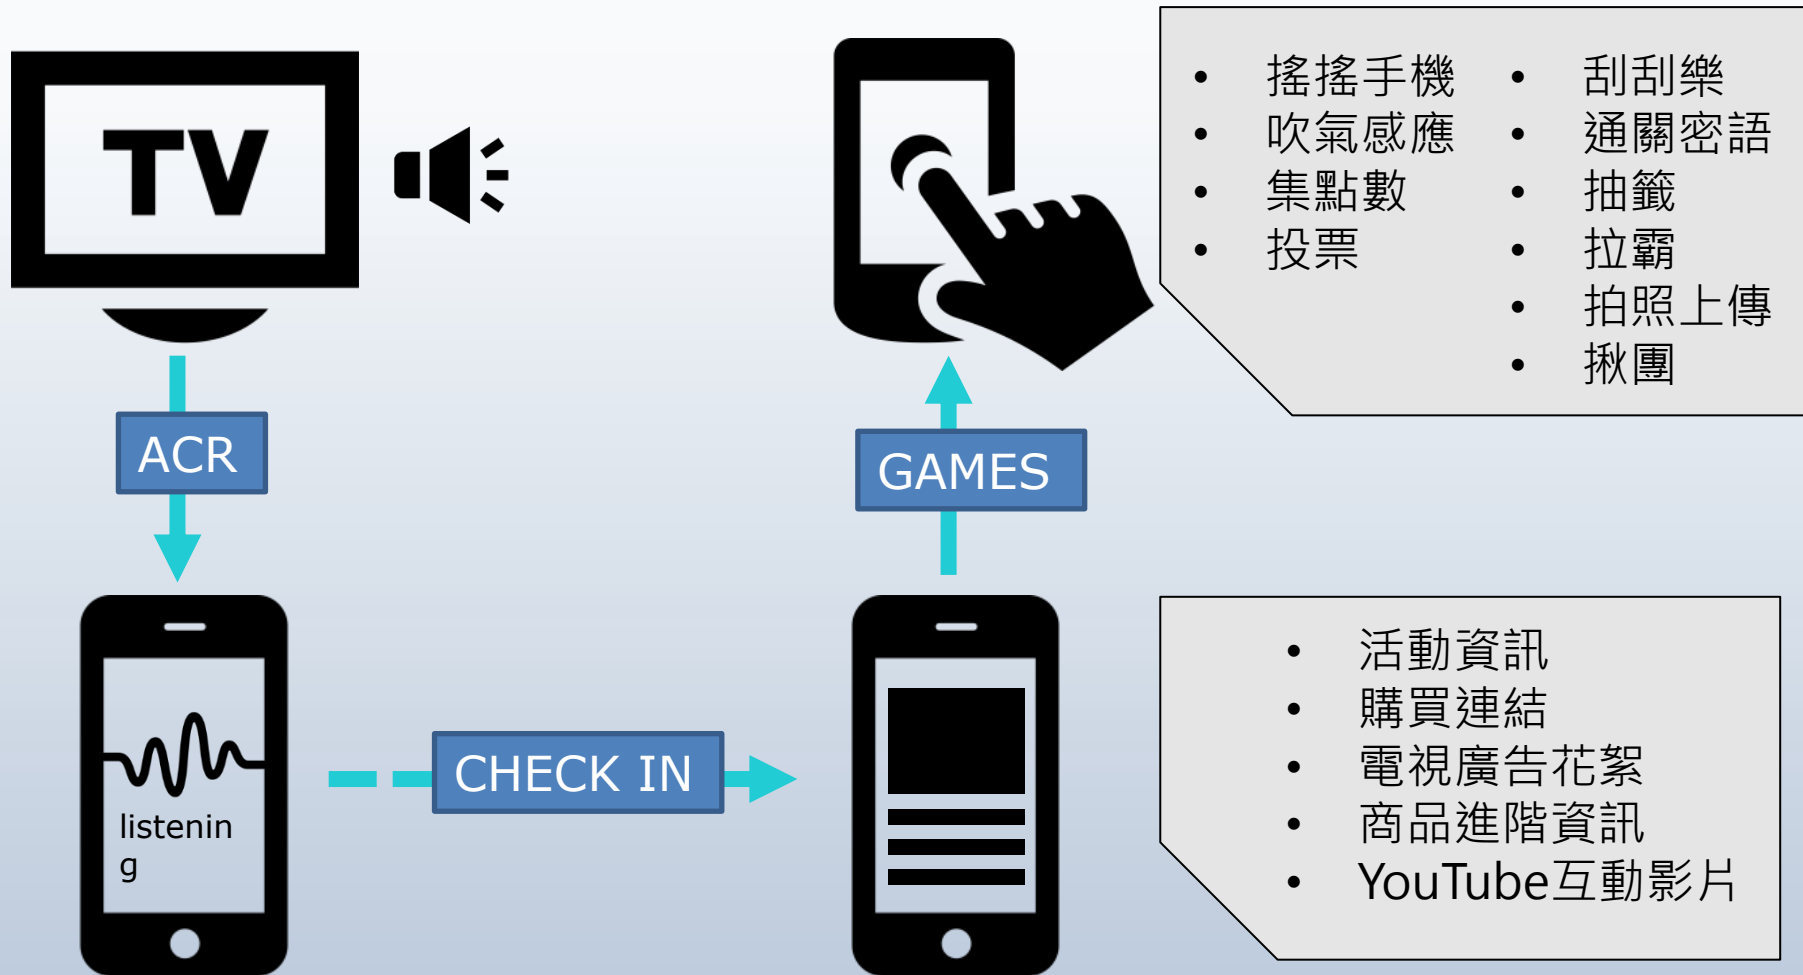 TV
ACR
listenin
g
CHECK IN
GAMES
• 搖搖手機
• 吹氣感應
• 集點數
• 投票
• 刮刮樂
• 通關密語
• 抽籤
• 拉霸
• 拍照上傳
• 揪團
• 活動資訊
• 購買連結
• 電視廣告花絮
• 商品進階資訊
• YouTube互動影片